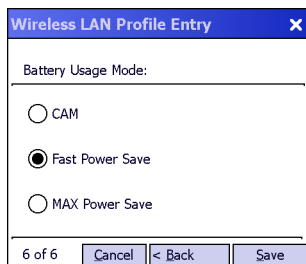 Wireless LAN Profile Entry
Battery Usage Mode:
CAM
Fast Power Save
MAX Power Save
6 of 6 Cancel < Back Save